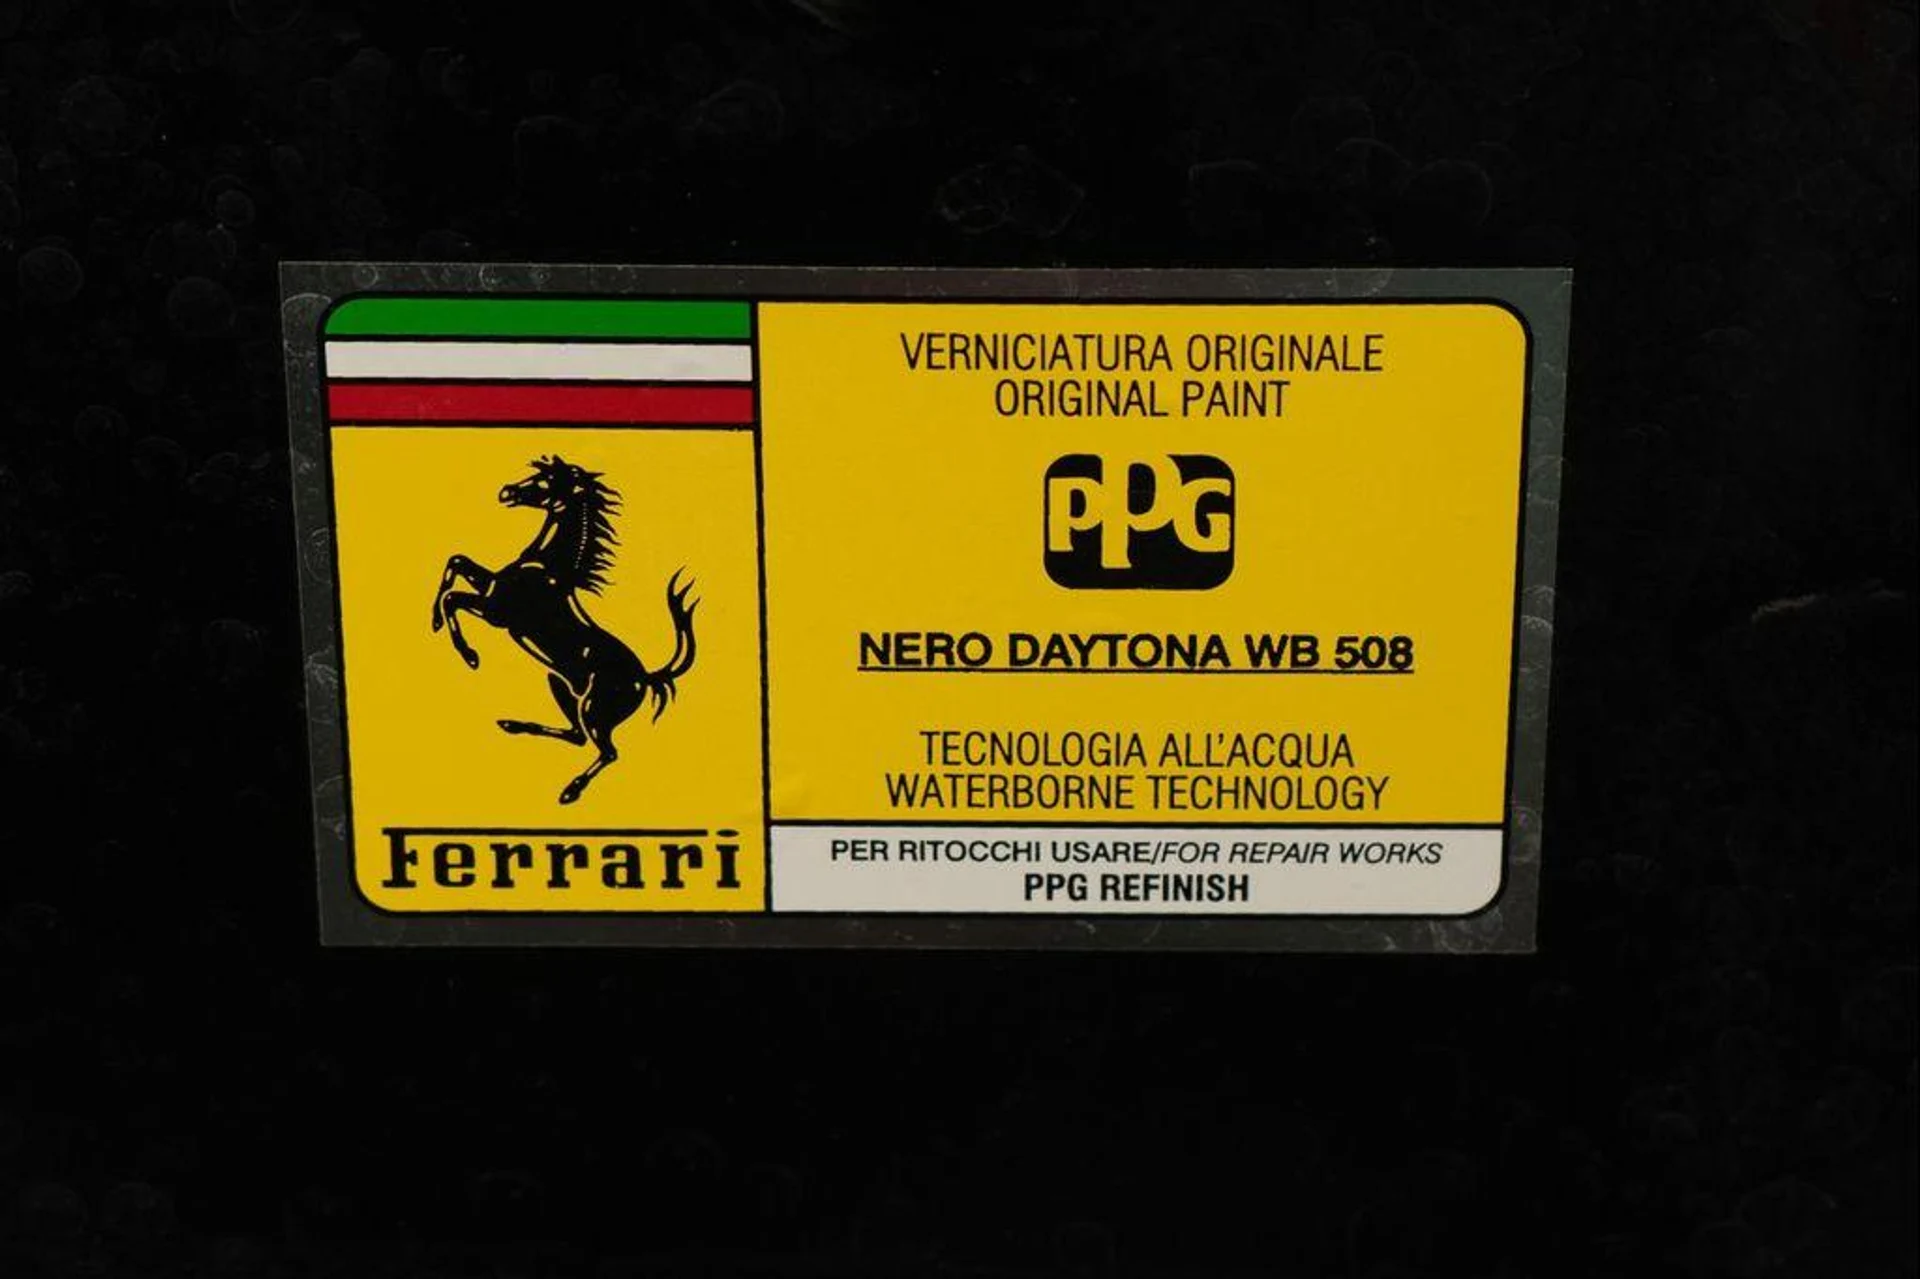 VERNICIATURA ORIGINALE
ORIGINAL PAINT
PPG
NERO DAYTONA WB 508
TECNOLOGIA ALL'ACQUA
WATERBORNE TECHNOLOGY
Ferrari
PER RITOCCHI USARE/FOR REPAIR WORKS
PPG REFINISH